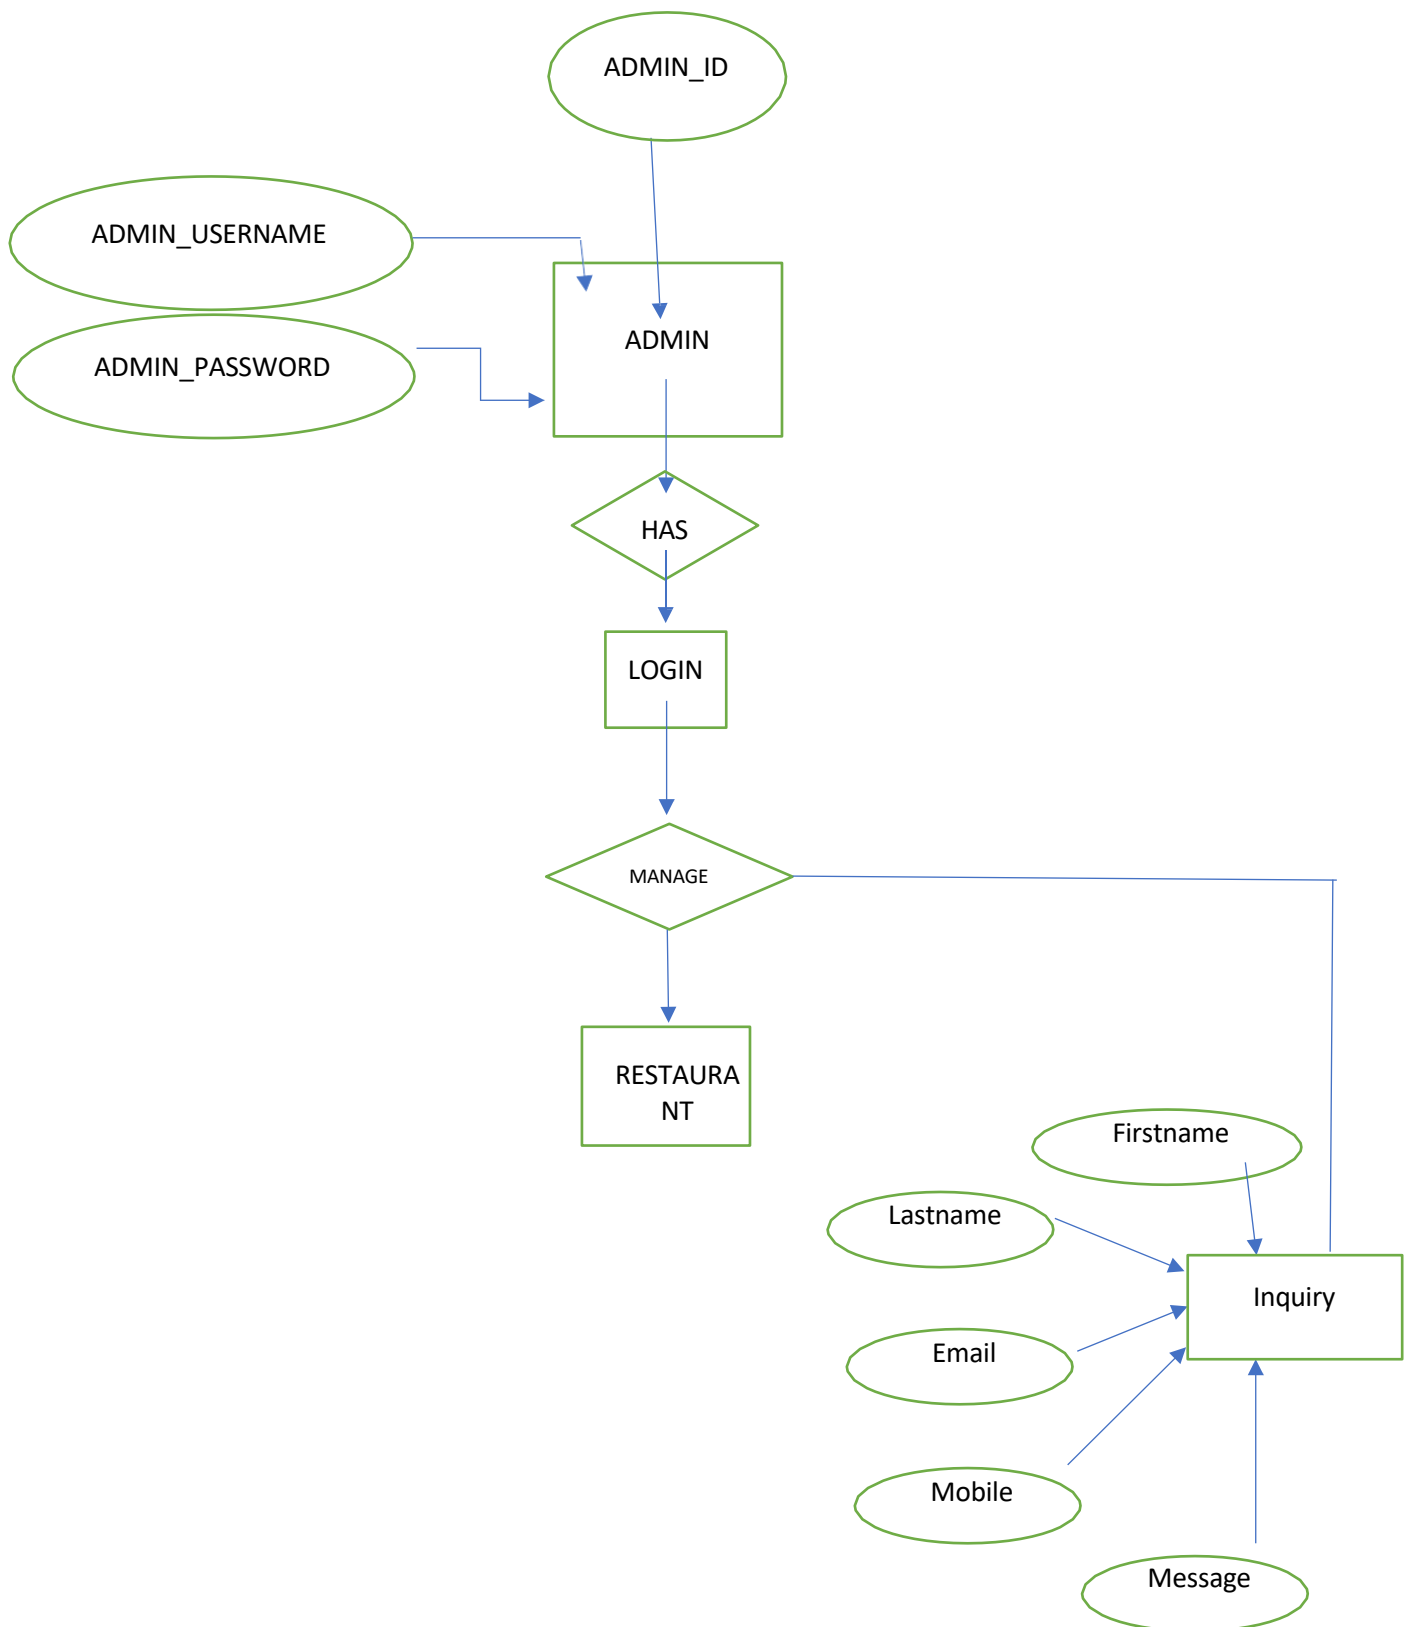 ADMIN_ID
ADMIN_USERNAME
ADMIN
ADMIN_PASSWORD
HAS
LOGIN
MANAGE
RESTAURA
NT
Firstname
Lastname
Inquiry
Email
Mobile
Message